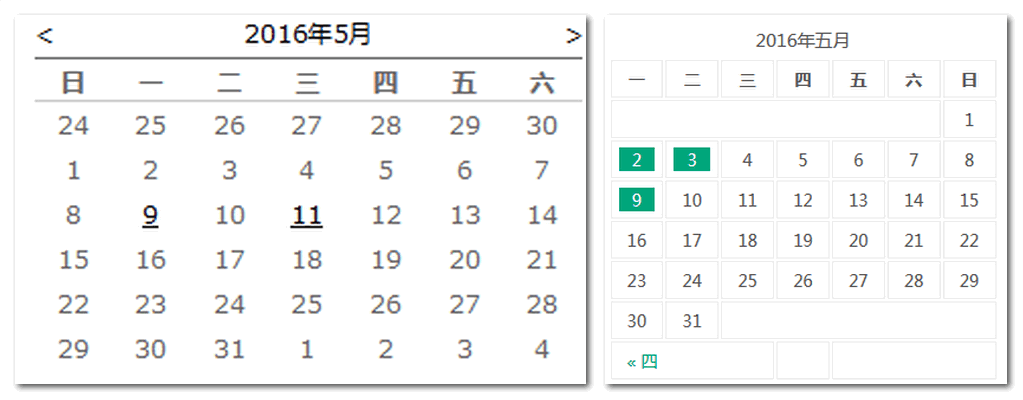 < 2016年5月 >
日 一 二 三 四 五 六
24 25 26 27 28 29 30
1 2 3 4 5 6 7
8 9 10 11 12 13 14
15 16 17 18 19 20 21
22 23 24 25 26 27 28
29 30 31 1 2 3 4
2016年五月
一 二 三 四 五 六 日
1
2 3 4 5 6 7 8
9 10 11 12 13 14 15
16 17 18 19 20 21 22
23 24 25 26 27 28 29
30 31
« 四